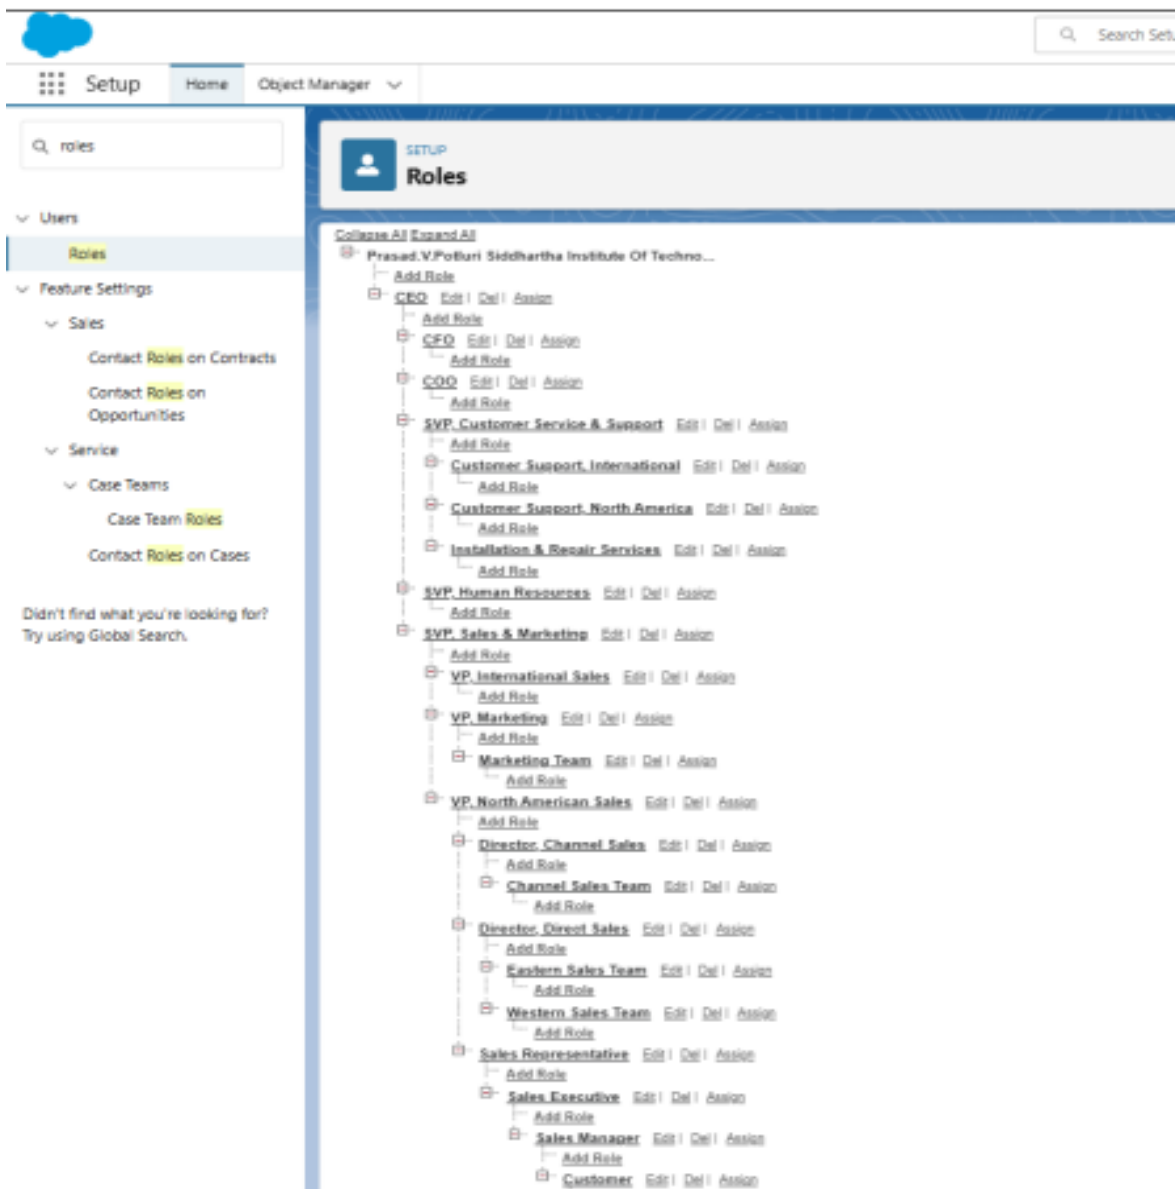 Search Setu
Setup Home Object Manager
roles
SETUP
Roles
Users
Roles
Feature Settings
Sales
Contact Roles on Contracts
Contact Roles on
Opportunities
Service
Case Teams
Case Team Roles
Contact Roles on Cases
Didn't find what you're looking for?
Try using Global Search.
Collapse All Expand All
Prasad.V.Potluri Siddhartha Institute Of Techno...
Add Role
CEO Edit | Del | Assign
Add Role
CFO Edit | Del | Assign
Add Role
COO Edit | Del | Assign
Add Role
SVP, Customer Service & Support Edit | Del | Assign
Add Role
Customer Support, International Edit | Del | Assign
Add Role
Customer Support, North America Edit | Del | Assign
Add Role
Installation & Repair Services Edit | Del | Assign
Add Role
SVP, Human Resources Edit | Del | Assign
Add Role
SVP, Sales & Marketing Edit | Del | Assign
Add Role
VP, International Sales Edit | Del | Assign
Add Role
VP, Marketing Edit | Del | Assign
Add Role
Marketing Team Edit | Del | Assign
Add Role
VP, North American Sales Edit | Del | Assign
Add Role
Director, Channel Sales Edit | Del | Assign
Add Role
Channel Sales Team Edit | Del | Assign
Add Role
Director, Direct Sales Edit | Del | Assign
Add Role
Eastern Sales Team Edit | Del | Assign
Add Role
Western Sales Team Edit | Del | Assign
Add Role
Sales Representative Edit | Del | Assign
Add Role
Sales Executive Edit | Del | Assign
Add Role
Sales Manager Edit | Del | Assign
Add Role
Customer Edit | Del | Assign